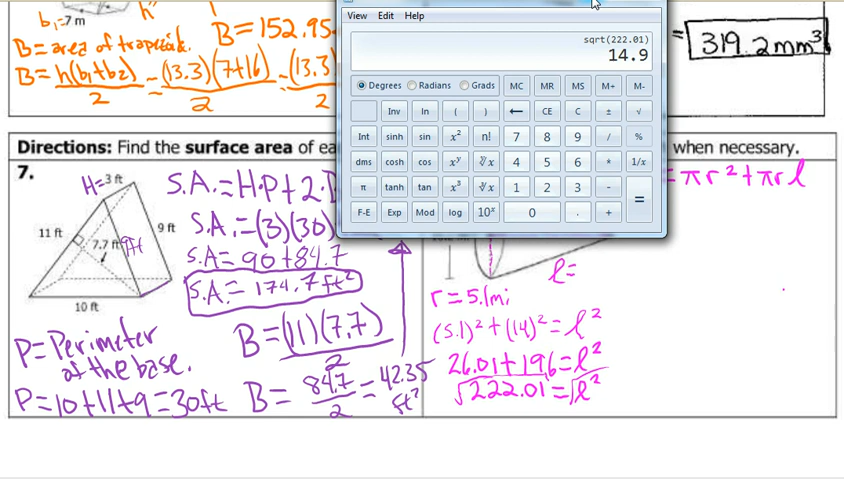 b₁=7 m
h
B=area of trapezoid.
B=152.95
B=h(b₁+b₂)/2 = (13.3)(7+16)/2 = (13.3/2
View Edit Help
sqrt(222.01)
14.9
Degrees Radians Grads MC MR MS M+ M-
Inv ln ( ) ← CE C ± √
Int sinh sin x² n! 7 8 9 / %
dms cosh cos xʸ ʸ√x 4 5 6 * 1/x
π tanh tan x³ ³√x 1 2 3 - =
F-E Exp Mod log 10ˣ 0 . +
= 319.2mm³
Directions: Find the surface area of ea
when necessary.
7.
H=3 ft
11 ft
9 ft
7.7 ft
9ft
10 ft
S.A.=H·P+2·
S.A.=(3)(30)
S.A=90+84.7
S.A.=174.7ft²
P=Perimeter
of the base.
P=10+11+9=30ft
B=(11)(7.7)/2
B=84.7/2=42.35 ft²
=πr²+πrl
l=
r=5.1mi
(5.1)²+(14)²=l²
26.01+196=l²
√222.01=√l²